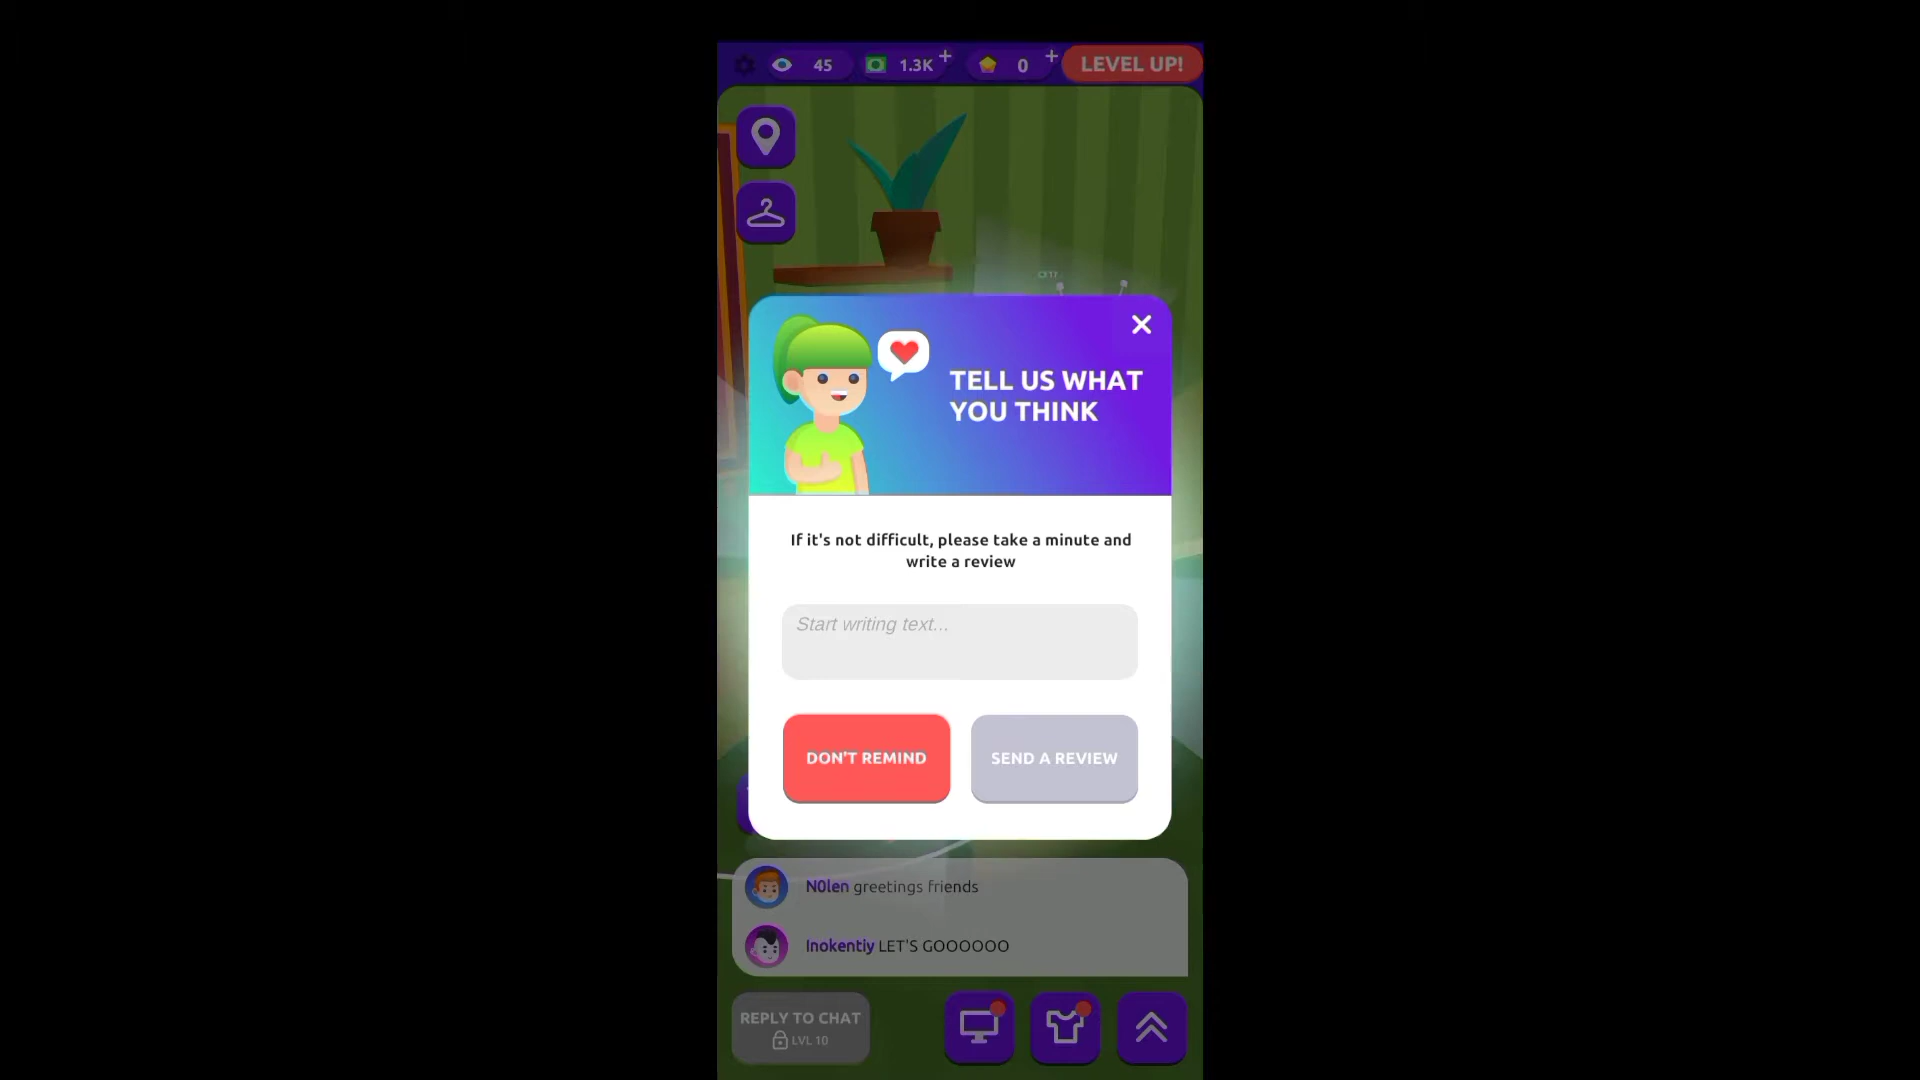 45
1.3K
0
LEVEL UP!
TELL US WHAT
YOU THINK
If it's not difficult, please take a minute and
write a review
Start writing text...
DON'T REMIND
SEND A REVIEW
N0len greetings friends
Inokentiy LET'S GOOOOOO
REPLY TO CHAT
LVL 10